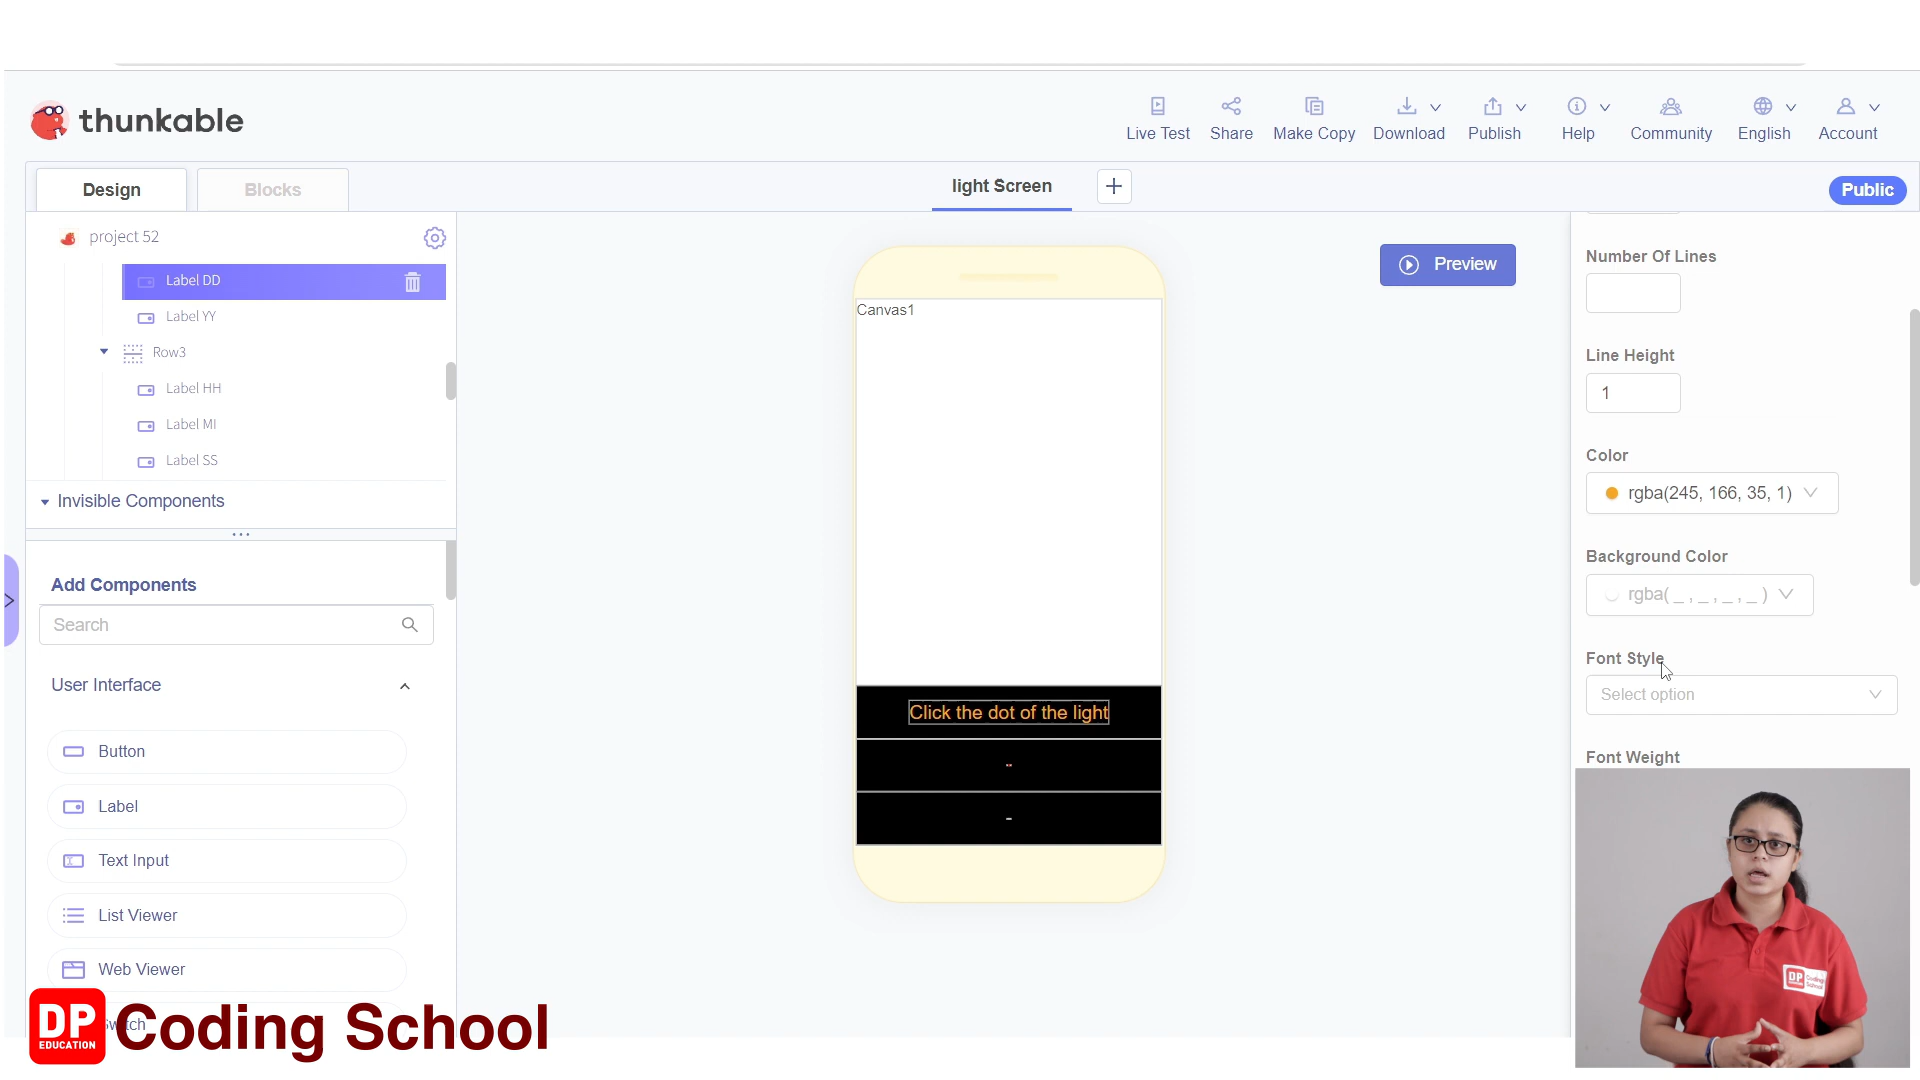 thunkable
Live Test
Share
Make Copy
Download
Publish
Help
Community
English
Account
Design
Blocks
light Screen
Public
project 52
Label DD
Label YY
Row3
Label HH
Label MI
Label SS
Invisible Components
Add Components
Search
User Interface
Button
Label
Text Input
List Viewer
Web Viewer
Preview
Canvas1
Click the dot of the light
Number Of Lines
Line Height
1
Color
rgba(245, 166, 35, 1)
Background Color
rgba( _ , _ , _ , _ )
Font Style
Select option
Font Weight
DP
EDUCATION
Coding School
DP
Coding
School